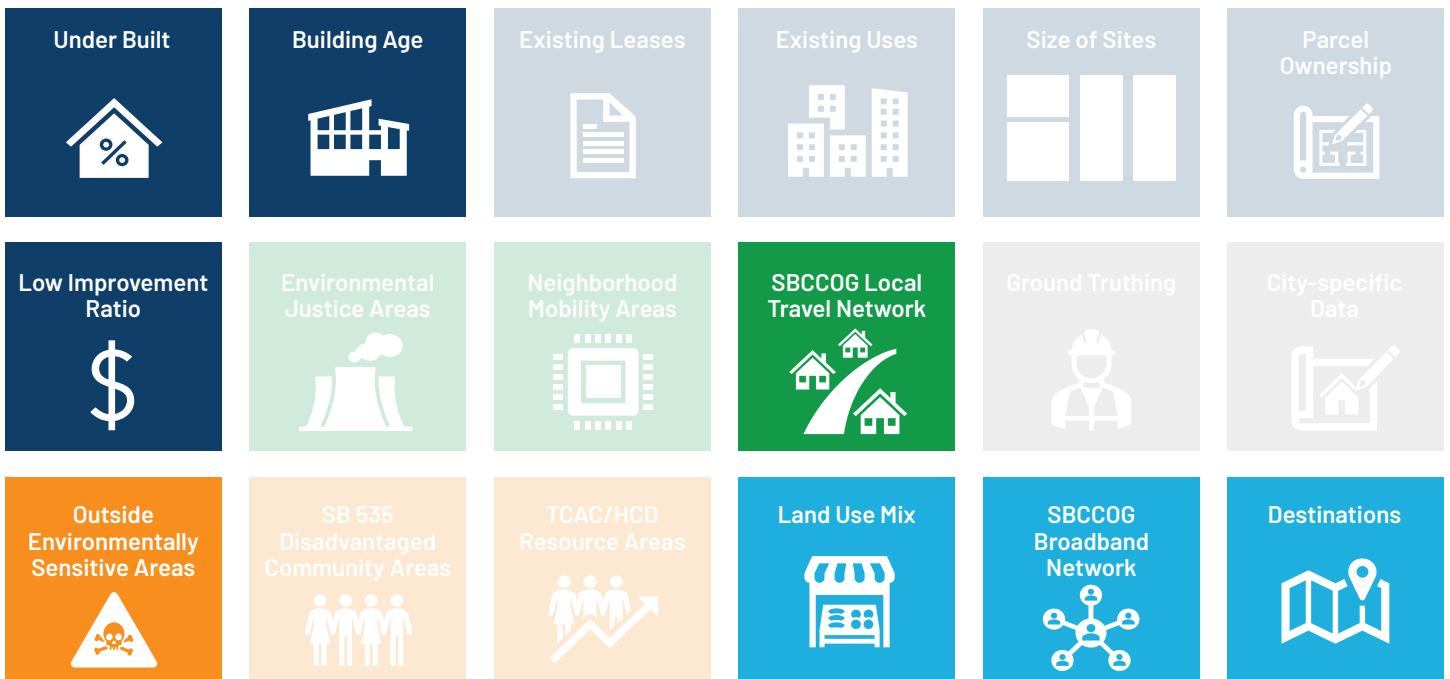 Under Built
Building Age
Existing Leases
Existing Uses
Size of Sites
Parcel
Ownership
%
Low Improvement
Ratio
Environmental
Justice Areas
Neighborhood
Mobility Areas
SBCCOG Local
Travel Network
Ground Truthing
City-specific
Data
$
Outside
Environmentally
Sensitive Areas
SB 535
Disadvantaged
Community Areas
TCAC/HCD
Resource Areas
Land Use Mix
SBCCOG
Broadband
Network
Destinations